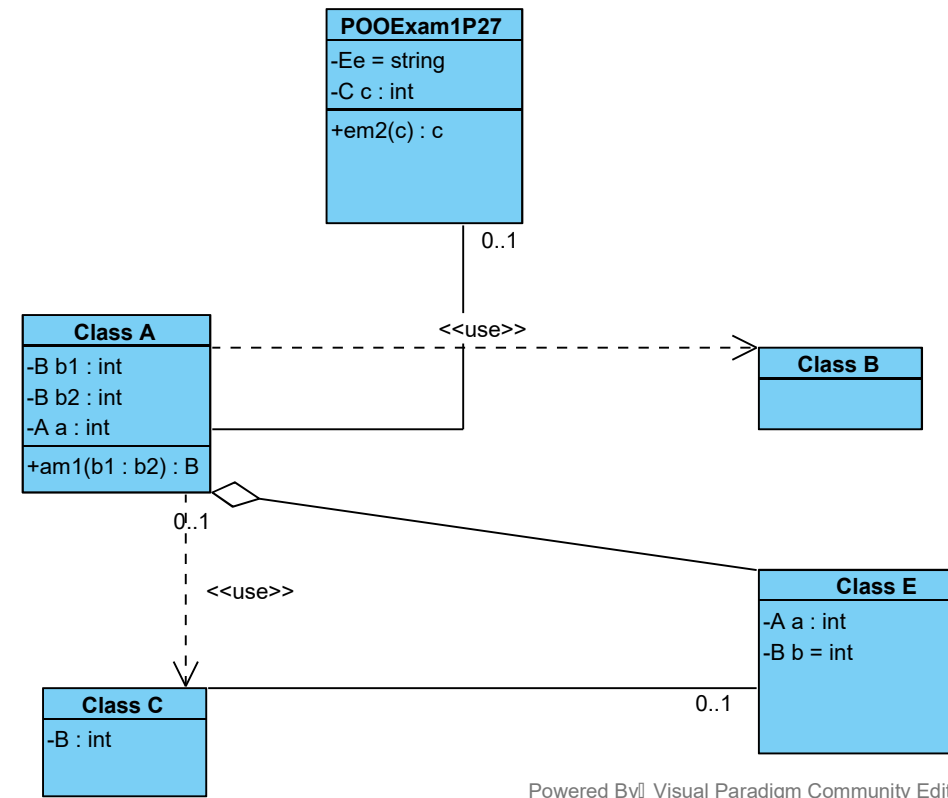 POOExam1P27
-Ee = string
-C c : int
+em2(c) : c
0..1
<<use>>
Class A
-B b1 : int
-B b2 : int
-A a : int
+am1(b1 : b2) : B
Class B
0..1
<<use>>
Class E
-A a : int
-B b = int
0..1
Class C
-B : int
Powered By Visual Paradigm Community Edit